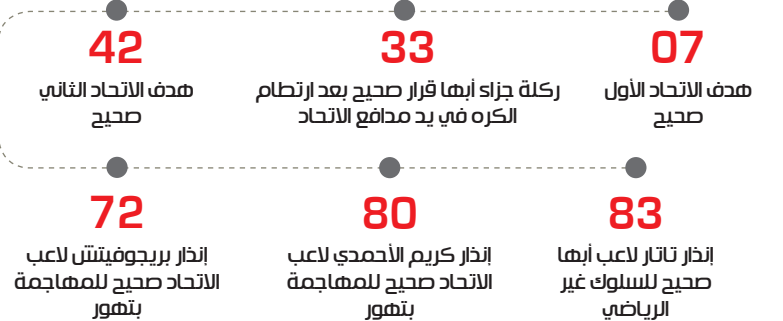 07
هدف الاتحاد الأول
صحيح
33
ركلة جزاء أبها قرار صحيح بعد ارتطام
الكره في يد مدافع الاتحاد
42
هدف الاتحاد الثاني
صحيح
72
إنذار بريجوفيتش لاعب
الاتحاد صحيح للمهاجمة
بتهور
80
إنذار كريم الأحمدي لاعب
الاتحاد صحيح للمهاجمة
بتهور
83
إنذار تاتار لاعب أبها
صحيح للسلوك غير
الرياضي